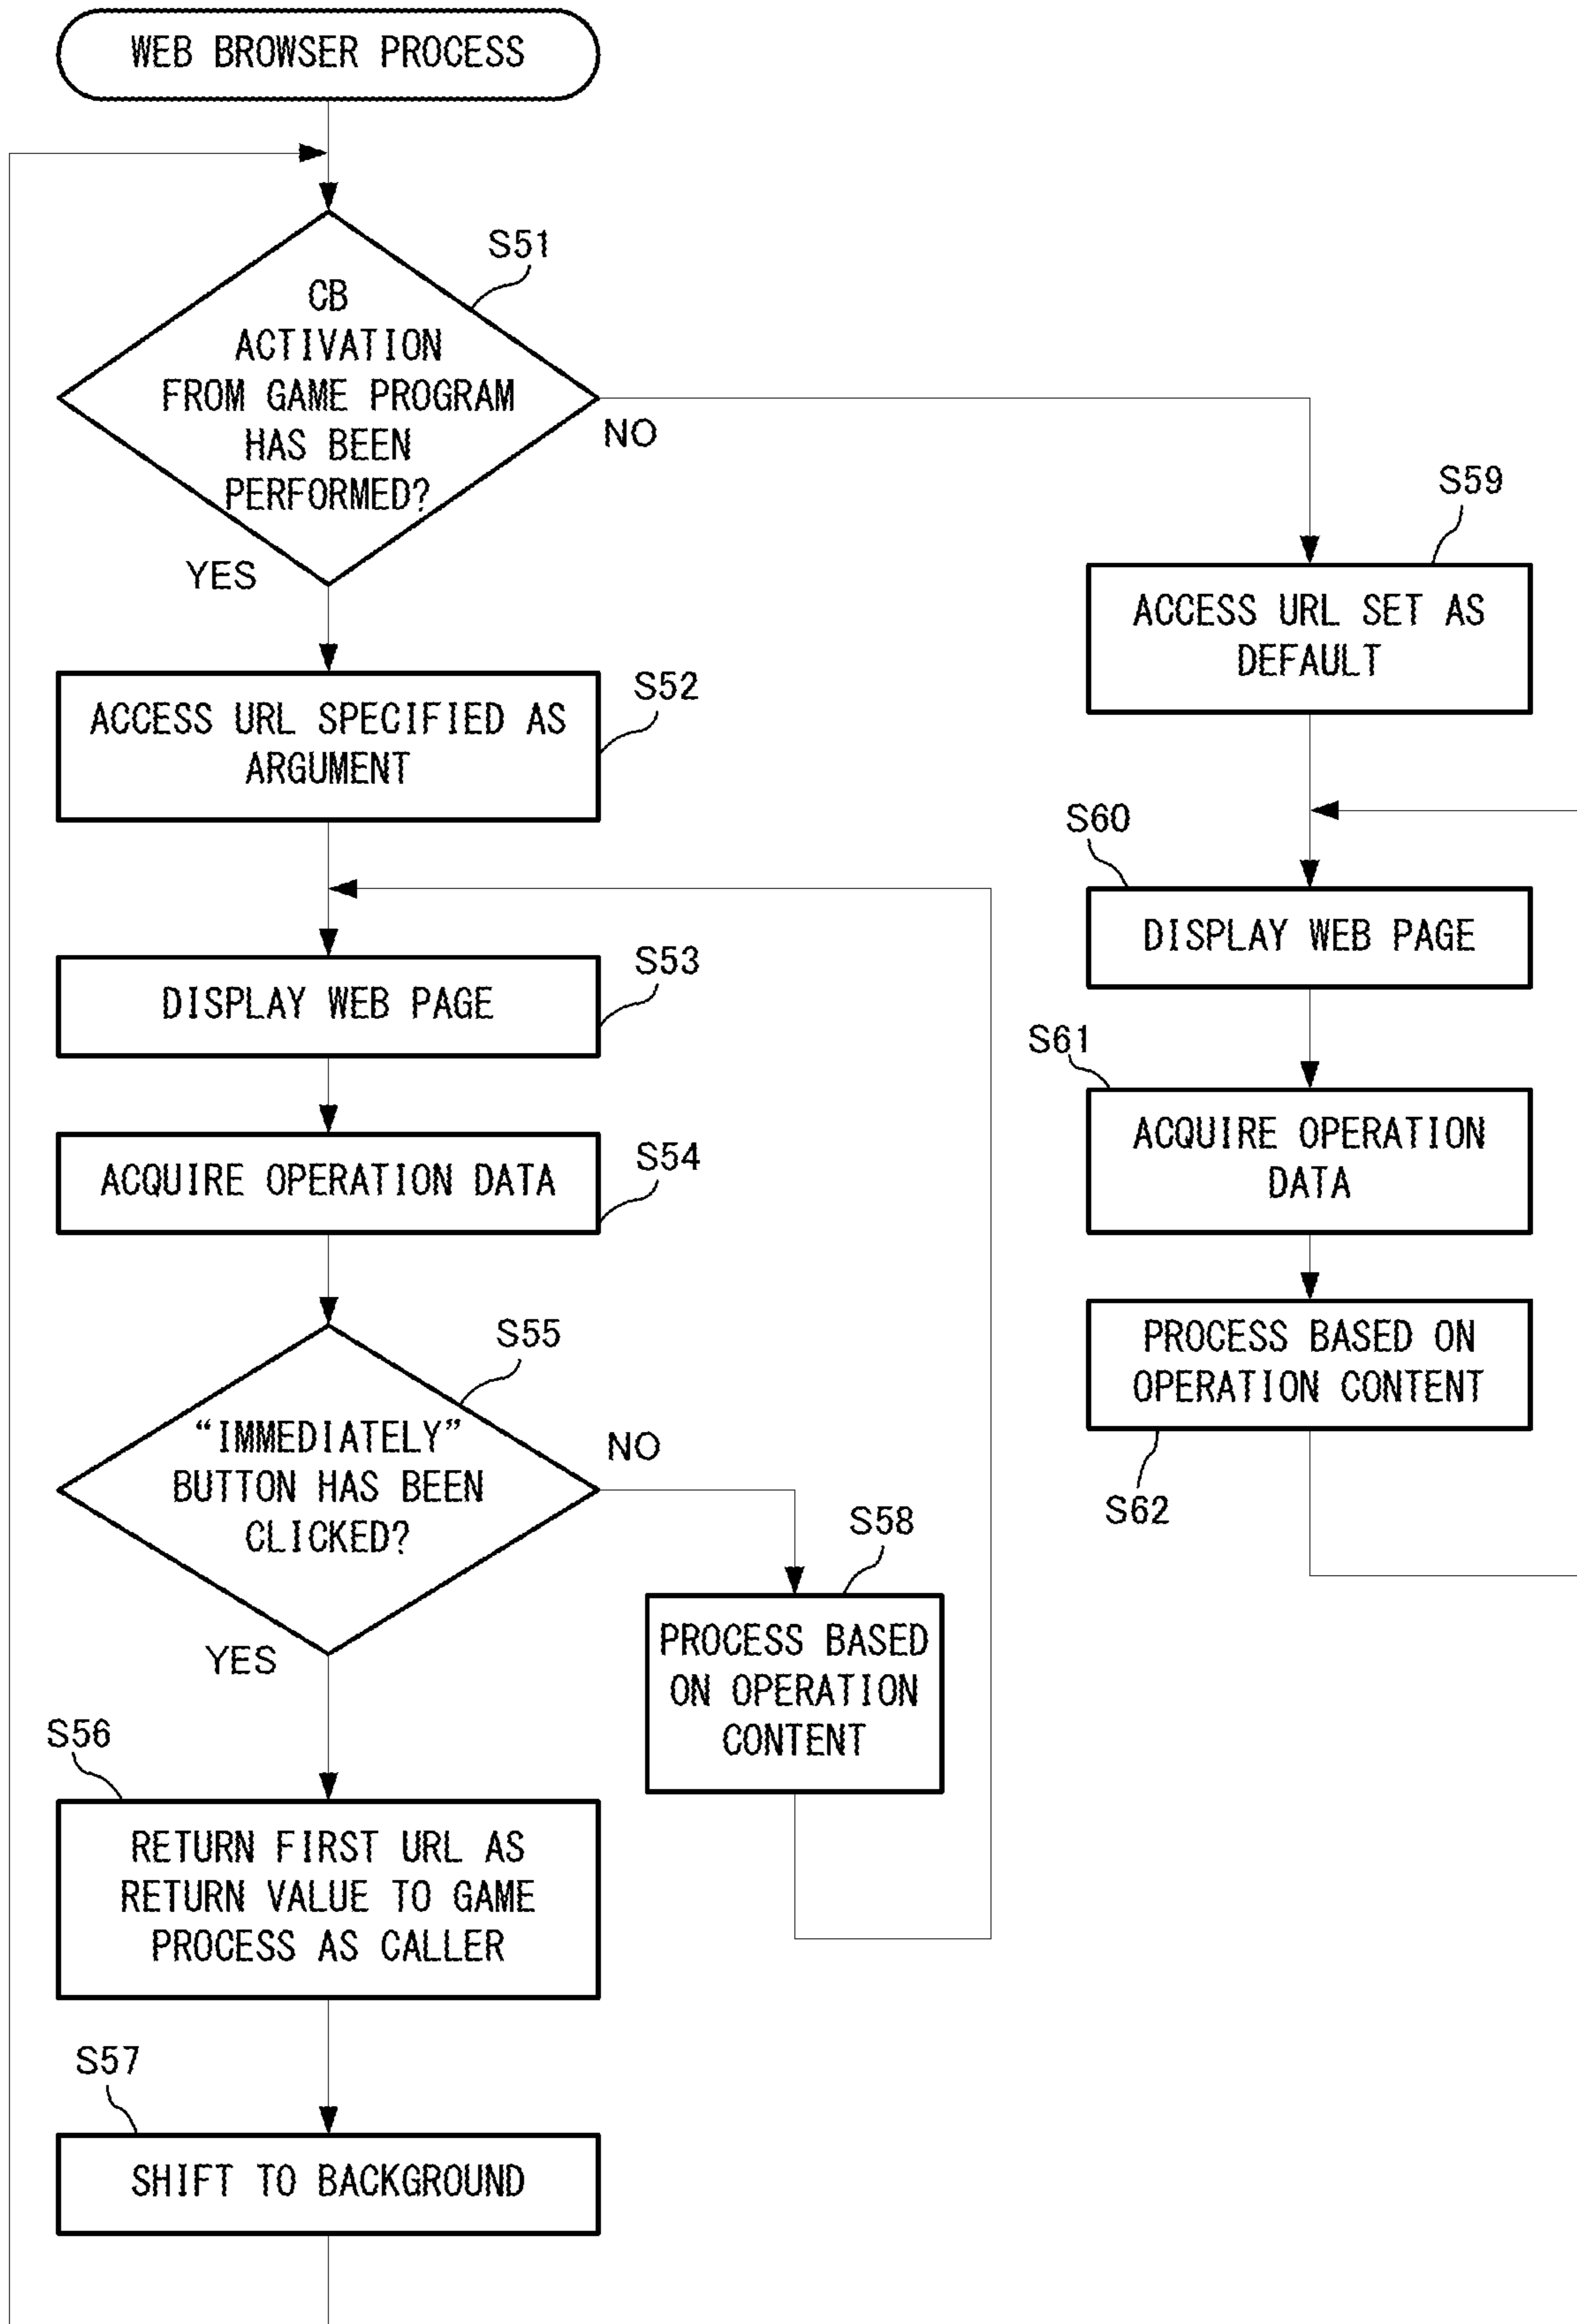 WEB BROWSER PROCESS
S51
CB
ACTIVATION
FROM GAME PROGRAM
HAS BEEN
PERFORMED?
NO
YES
S52
ACCESS URL SPECIFIED AS
ARGUMENT
S53
DISPLAY WEB PAGE
S54
ACQUIRE OPERATION DATA
S55
“IMMEDIATELY”
BUTTON HAS BEEN
CLICKED?
NO
YES
S58
PROCESS BASED
ON OPERATION
CONTENT
S56
RETURN FIRST URL AS
RETURN VALUE TO GAME
PROCESS AS CALLER
S57
SHIFT TO BACKGROUND
S59
ACCESS URL SET AS
DEFAULT
S60
DISPLAY WEB PAGE
S61
ACQUIRE OPERATION
DATA
PROCESS BASED ON
OPERATION CONTENT
S62